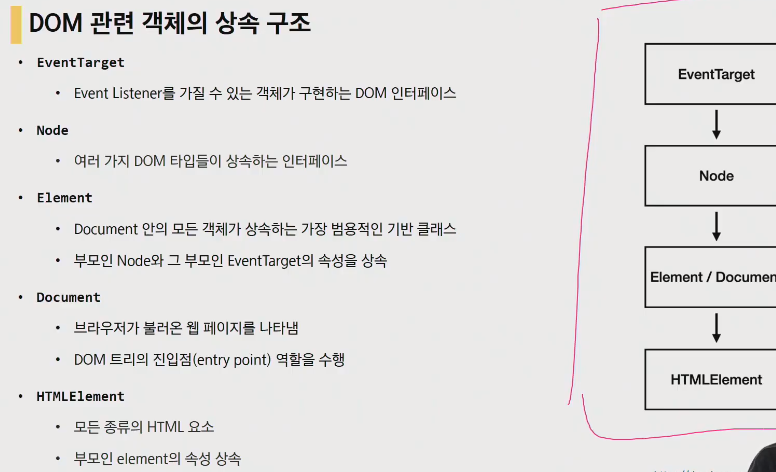 DOM 관련 객체의 상속 구조
• EventTarget
• Event Listener를 가질 수 있는 객체가 구현하는 DOM 인터페이스
• Node
• 여러 가지 DOM 타입들이 상속하는 인터페이스
• Element
• Document 안의 모든 객체가 상속하는 가장 범용적인 기반 클래스
• 부모인 Node와 그 부모인 EventTarget의 속성을 상속
• Document
• 브라우저가 불러온 웹 페이지를 나타냄
• DOM 트리의 진입점(entry point) 역할을 수행
• HTMLElement
• 모든 종류의 HTML 요소
• 부모인 element의 속성 상속
EventTarget
Node
Element / Documen
HTMLElement